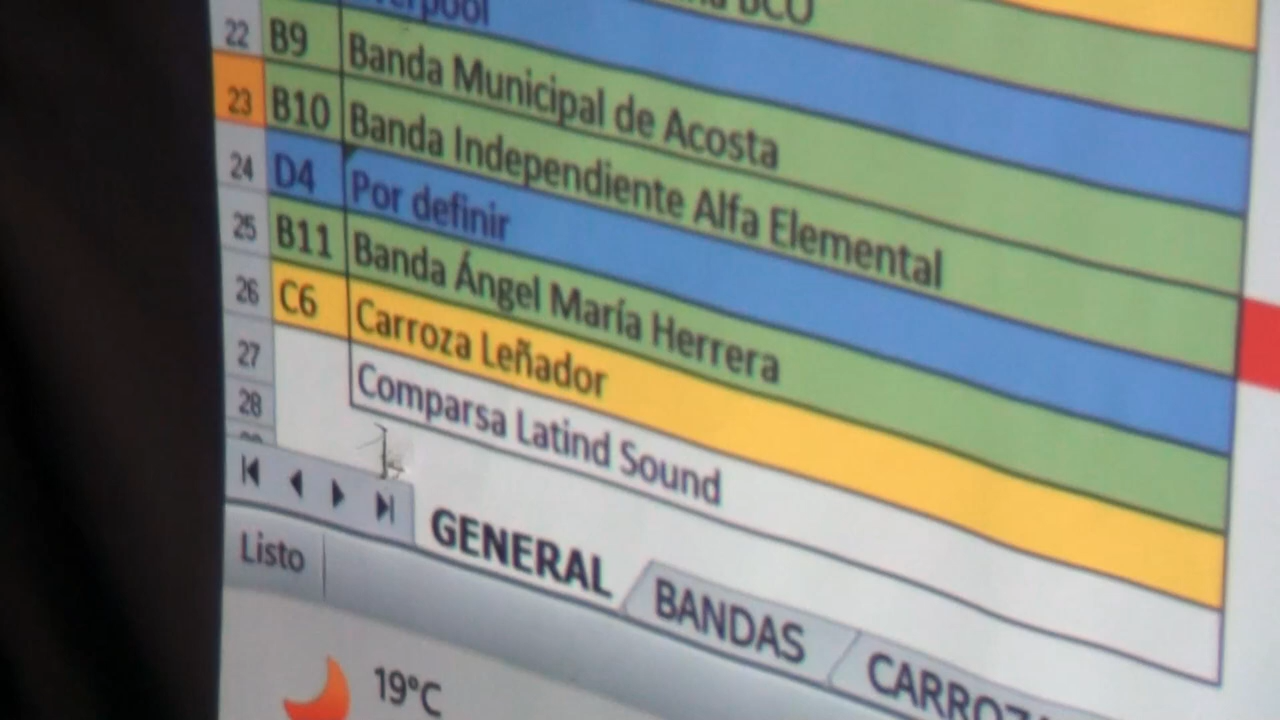 BCO
22 B9 Banda Municipal de Acosta
23 B10 Banda Independiente Alfa Elemental
24 D4 Por definir
25 B11 Banda Ángel María Herrera
26 C6 Carroza Leñador
27 Comparsa Latind Sound
28
GENERAL BANDAS
Listo
19°C